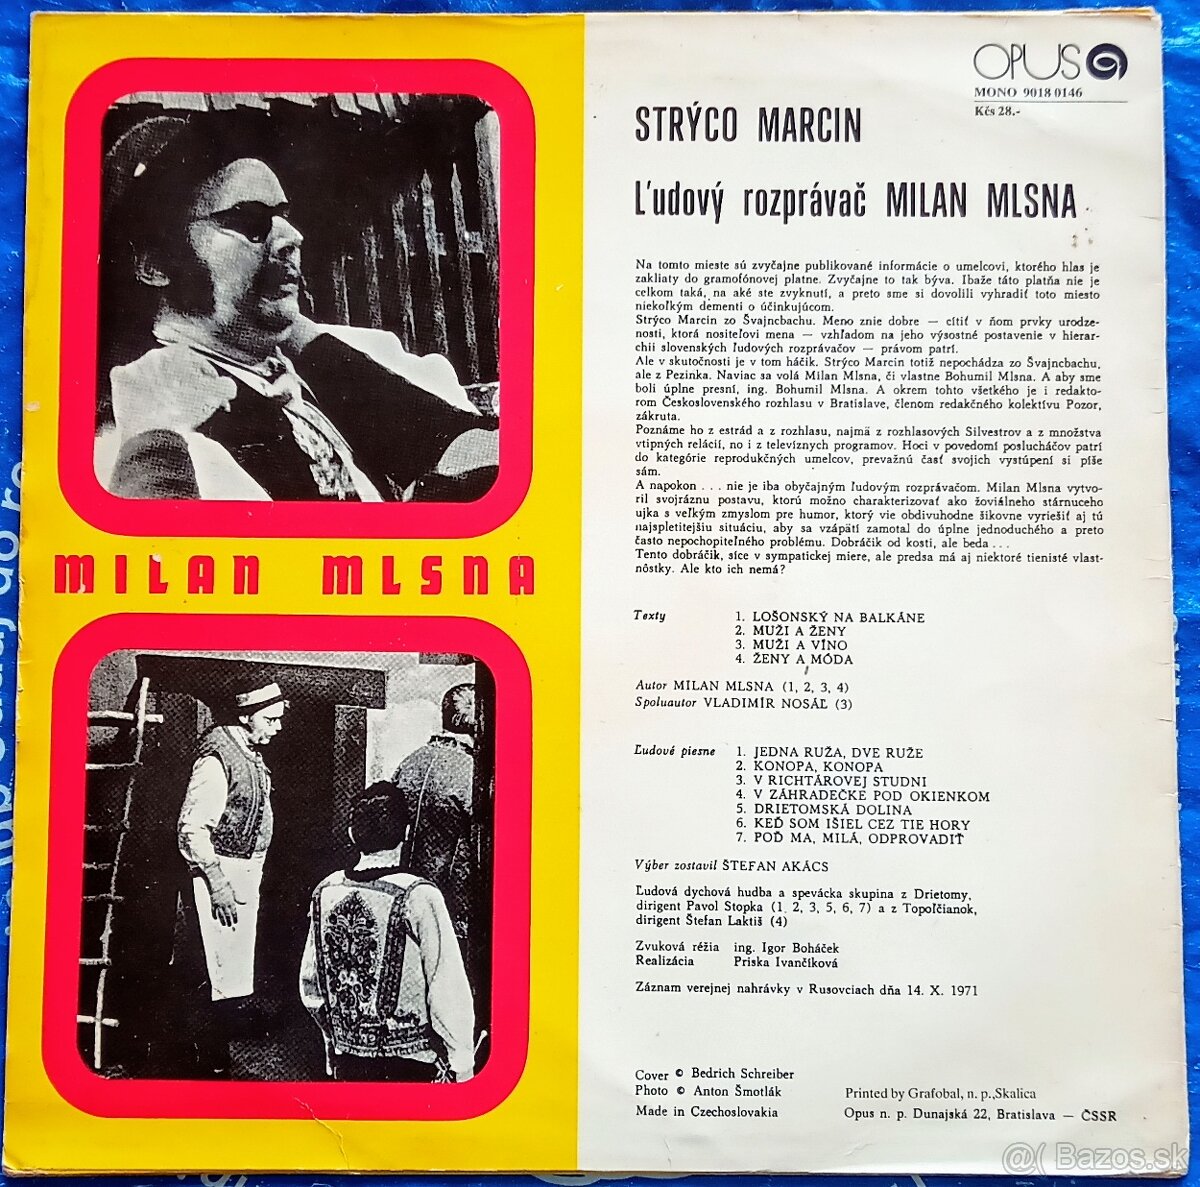 OPUS
MONO 9018 0146
Kčs 28.-
STRÝCO MARCIN
Ľudový rozprávač MILAN MLSNA
Na tomto mieste sú zvyčajne publikované informácie o umelcovi, ktorého hlas je
zakliaty do gramofónovej platne. Zvyčajne to tak býva. Ibaže táto platňa nie je
celkom taká, na aké ste zvyknutí, a preto sme si dovolili vyhradiť toto miesto
niekoľkým dementi o účinkujúcom.
Strýco Marcin zo Švajncbachu. Meno znie dobre — cítiť v ňom prvky urodze-
nosti, ktorá nositeľovi mena — vzhľadom na jeho výsostné postavenie v hierar-
chii slovenských ľudových rozprávačov — právom patrí.
Ale v skutočnosti je v tom háčik. Strýco Marcin totiž nepochádza zo Švajncbachu,
ale z Pezinka. Naviac sa volá Milan Mlsna, či vlastne Bohumil Mlsna. A aby sme
boli úplne presní, ing. Bohumil Mlsna. A okrem tohto všetkého je i redakto-
rom Československého rozhlasu v Bratislave, členom redakčného kolektívu Pozor,
zákruta.
Poznáme ho z estrád a z rozhlasu, najmä z rozhlasových Silvestrov a z množstva
vtipných relácií, no i z televíznych programov. Hoci v povedomí poslucháčov patrí
do kategórie reprodukčných umelcov, prevažnú časť svojich vystúpení si píše
sám.
A napokon . . . nie je iba obyčajným ľudovým rozprávačom. Milan Mlsna vytvo-
ril svojráznu postavu, ktorú možno charakterizovať ako žoviálneho stárnuceho
ujka s veľkým zmyslom pre humor, ktorý vie obdivuhodne šikovne vyriešiť aj tú
najspletitejšiu situáciu, aby sa vzápätí zamotal do úplne jednoduchého a preto
často nepochopiteľného problému. Dobráčik od kosti, ale beda . . .
Tento dobráčik, síce v sympatickej miere, ale predsa má aj niektoré tienisté vlast-
nôstky. Ale kto ich nemá?
MILAN MLSNA
Texty 1. LOŠONSKÝ NA BALKÁNE
2. MUŽI A ŽENY
3. MUŽI A VÍNO
4. ŽENY A MÓDA
Autor MILAN MLSNA (1, 2, 3, 4)
Spoluautor VLADIMÍR NOSÁĽ (3)
Ľudové piesne 1. JEDNA RUŽA, DVE RUŽE
2. KONOPA, KONOPA
3. V RICHTÁROVEJ STUDNI
4. V ZÁHRADEČKE POD OKIENKOM
5. DRIETOMSKÁ DOLINA
6. KEĎ SOM IŠIEL CEZ TIE HORY
7. POĎ MA, MILÁ, ODPROVADIŤ
Výber zostavil ŠTEFAN AKÁCS
Ľudová dychová hudba a spevácka skupina z Drietomy,
dirigent Pavol Stopka (1, 2, 3, 5, 6, 7) a z Topoľčianok,
dirigent Štefan Laktiš (4)
Zvuková réžia ing. Igor Boháček
Realizácia Priska Ivančíková
Záznam verejnej nahrávky v Rusovciach dňa 14. X. 1971
Cover © Bedrich Schreiber
Photo © Anton Šmotlák
Made in Czechoslovakia
Printed by Grafobal, n. p.,Skalica
Opus n. p. Dunajská 22, Bratislava — ČSSR
@( Bazos.sk